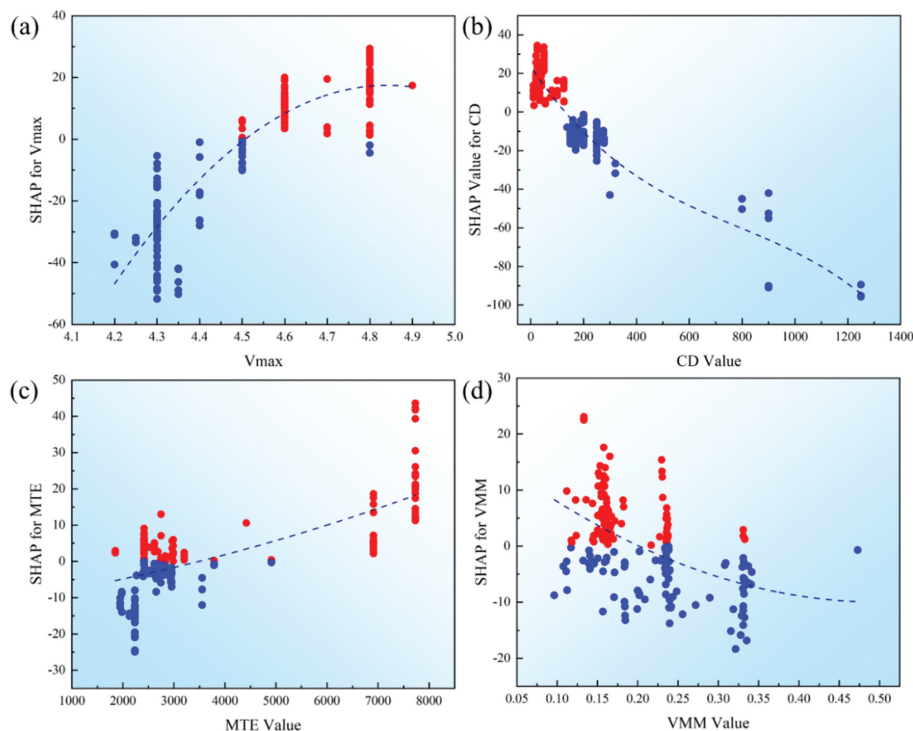 (a)
40
20
0
-20
-40
-60
SHAP for Vmax
4.1 4.2 4.3 4.4 4.5 4.6 4.7 4.8 4.9 5.0
Vmax
(b)
40
20
0
-20
-40
-60
-80
-100
SHAP Value for CD
0 200 400 600 800 1000 1200 1400
CD Value
(c)
50
40
30
20
10
0
-10
-20
-30
SHAP for MTE
1000 2000 3000 4000 5000 6000 7000 8000
MTE Value
(d)
30
20
10
0
-10
-20
SHAP for VMM
0.05 0.10 0.15 0.20 0.25 0.30 0.35 0.40 0.45 0.50
VMM Value